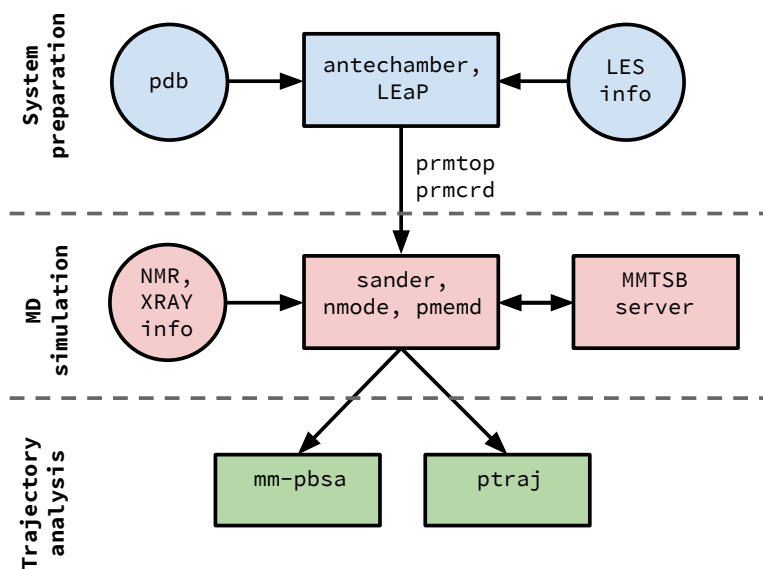 System
preparation
pdb
antechamber,
LEaP
LES
info
prmtop
prmcrd
MD
simulation
NMR,
XRAY
info
sander,
nmode, pmemd
MMTSB
server
Trajectory
analysis
mm-pbsa
ptraj